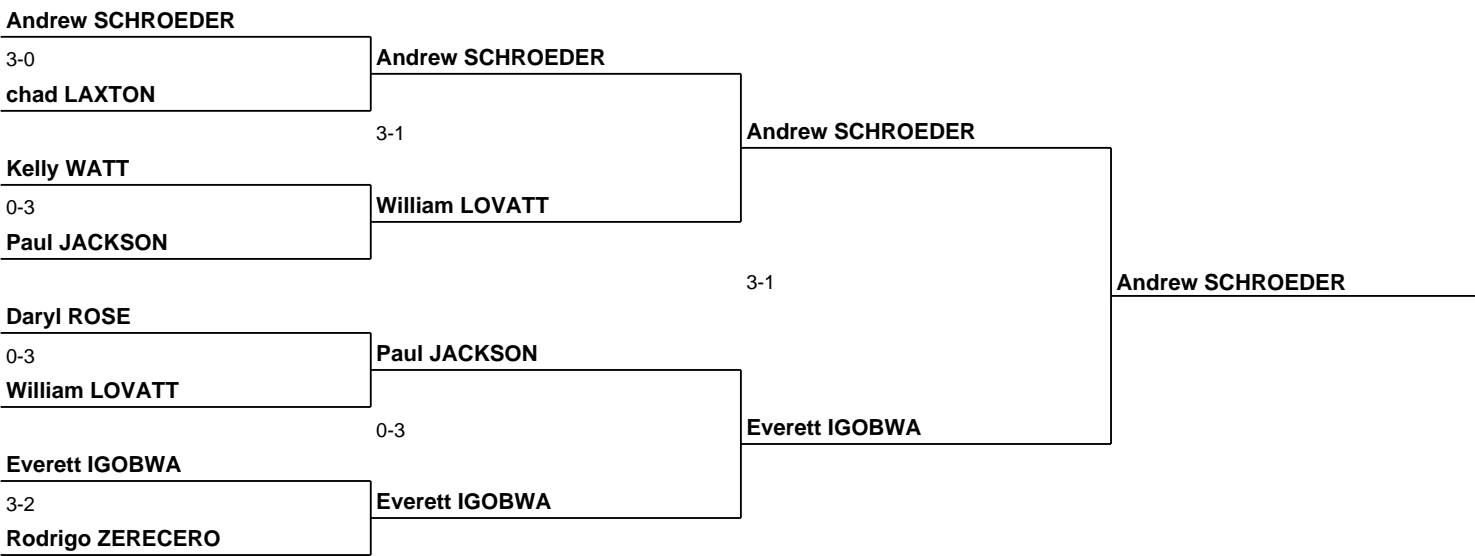 Andrew SCHROEDER
3-0
Andrew SCHROEDER
chad LAXTON
3-1
Andrew SCHROEDER
Kelly WATT
0-3
William LOVATT
Paul JACKSON
3-1
Andrew SCHROEDER
Daryl ROSE
0-3
Paul JACKSON
William LOVATT
0-3
Everett IGOBWA
Everett IGOBWA
3-2
Everett IGOBWA
Rodrigo ZERECERO